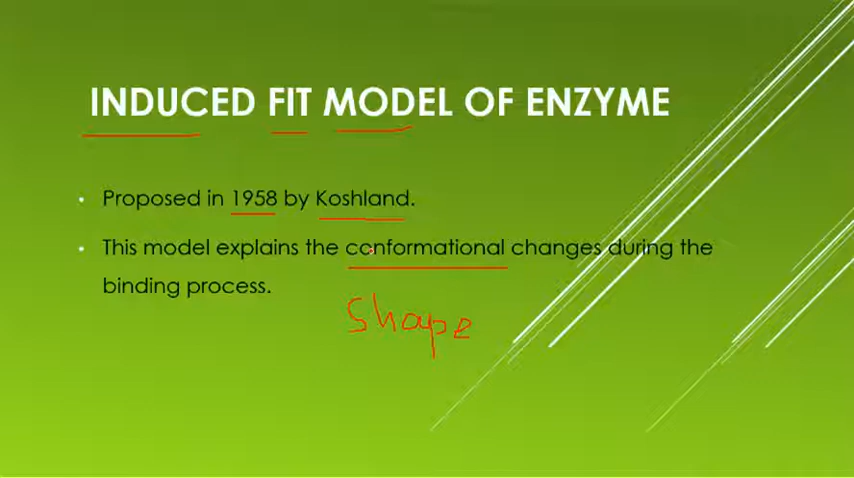 INDUCED FIT MODEL OF ENZYME
• Proposed in 1958 by Koshland.
• This model explains the conformational changes during the
binding process.
Shape